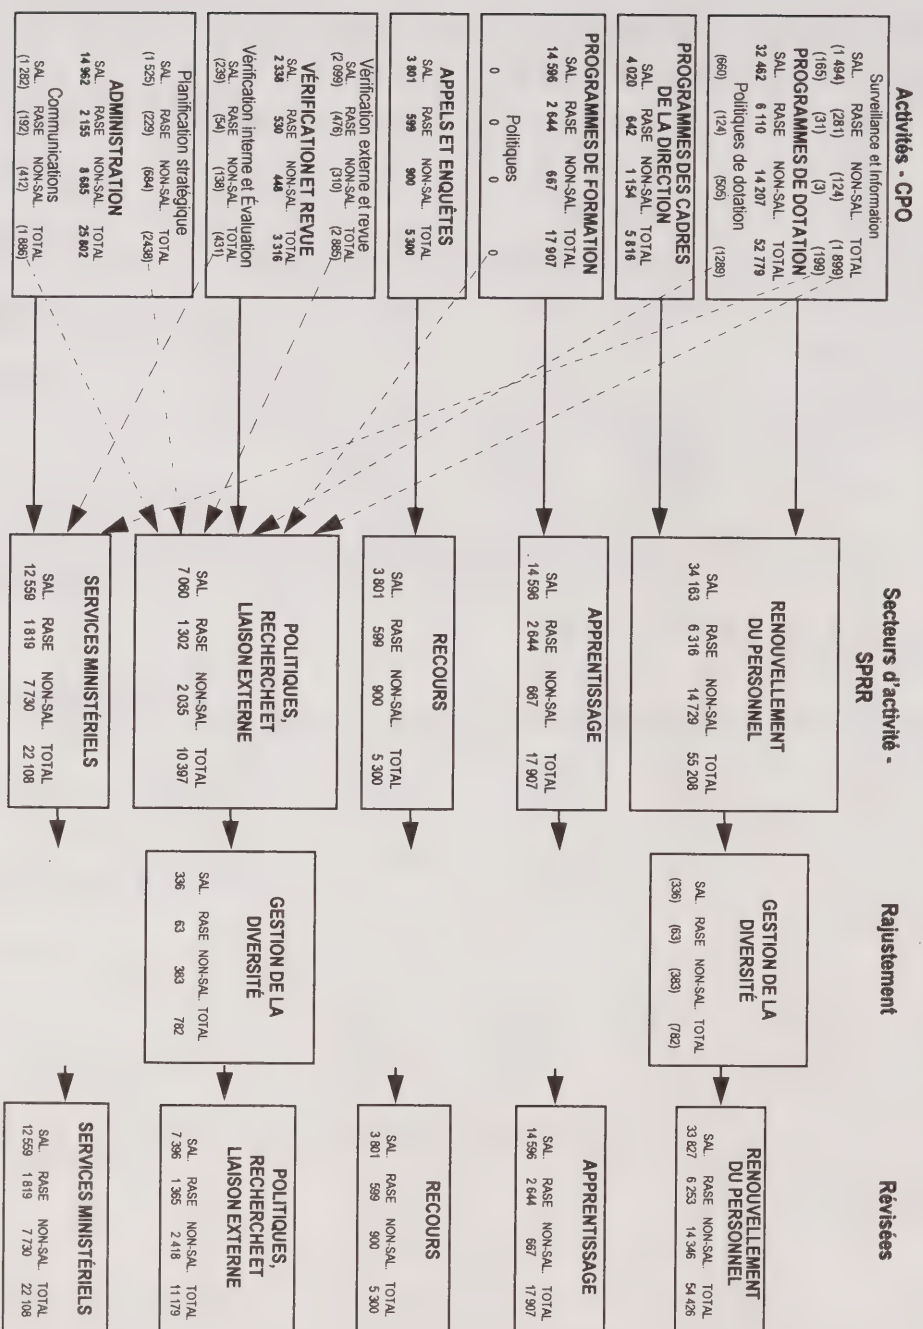 Activités - CPO
Surveillance et Information
SAL. RASE NON-SAL. TOTAL
(1 494) (281) (124) (1 899)
(165) (31) (3) (199)
PROGRAMMES DE DOTATION
SAL. RASE NON-SAL. TOTAL
32 462 6 110 14 207 52 779
Politiques de dotation
(660) (124) (505) (1289)
PROGRAMMES DES CADRES
DE LA DIRECTION
SAL. RASE NON-SAL. TOTAL
4 020 642 1 154 5 816
PROGRAMMES DE FORMATION
SAL. RASE NON-SAL. TOTAL
14 596 2 644 667 17 907
Politiques
0 0 0 0
APPELS ET ENQUÊTES
SAL. RASE NON-SAL. TOTAL
3 801 599 900 5 300
Vérification externe et revue
SAL. RASE NON-SAL. TOTAL
(2 099) (476) (310) (2 885)
VÉRIFICATION ET REVUE
SAL. RASE NON-SAL. TOTAL
2 338 530 448 3 316
Vérification interne et Évaluation
(239) (54) (138) (431)
Planification stratégique
SAL. RASE NON-SAL. TOTAL
(1 525) (229) (684) (2438)
ADMINISTRATION
SAL. RASE NON-SAL. TOTAL
14 962 2 155 8 685 25 802
Communications
SAL. RASE NON-SAL. TOTAL
(1 282) (192) (412) (1 886)
Secteurs d'activité -
SPRR
RENOUVELLEMENT
DU PERSONNEL
SAL. RASE NON-SAL. TOTAL
34 163 6 316 14 729 55 208
APPRENTISSAGE
SAL. RASE NON-SAL. TOTAL
14 596 2 644 667 17 907
RECOURS
SAL. RASE NON-SAL. TOTAL
3 801 599 900 5 300
POLITIQUES,
RECHERCHE ET
LIAISON EXTERNE
SAL. RASE NON-SAL. TOTAL
7 060 1 302 2 035 10 397
SERVICES MINISTÉRIELS
SAL. RASE NON-SAL. TOTAL
12 559 1 819 7 730 22 108
Rajustement
GESTION DE LA
DIVERSITÉ
SAL. RASE NON-SAL. TOTAL
(336) (63) (383) (782)
GESTION DE LA
DIVERSITÉ
SAL. RASE NON-SAL. TOTAL
336 63 383 782
Révisées
RENOUVELLEMENT
DU PERSONNEL
SAL. RASE NON-SAL. TOTAL
33 827 6 253 14 346 54 426
APPRENTISSAGE
SAL. RASE NON-SAL. TOTAL
14 596 2 644 667 17 907
RECOURS
SAL. RASE NON-SAL. TOTAL
3 801 599 900 5 300
POLITIQUES,
RECHERCHE ET
LIAISON EXTERNE
SAL. RASE NON-SAL. TOTAL
7 396 1 365 2 418 11 179
SERVICES MINISTÉRIELS
SAL. RASE NON-SAL. TOTAL
12 559 1 819 7 730 22 108